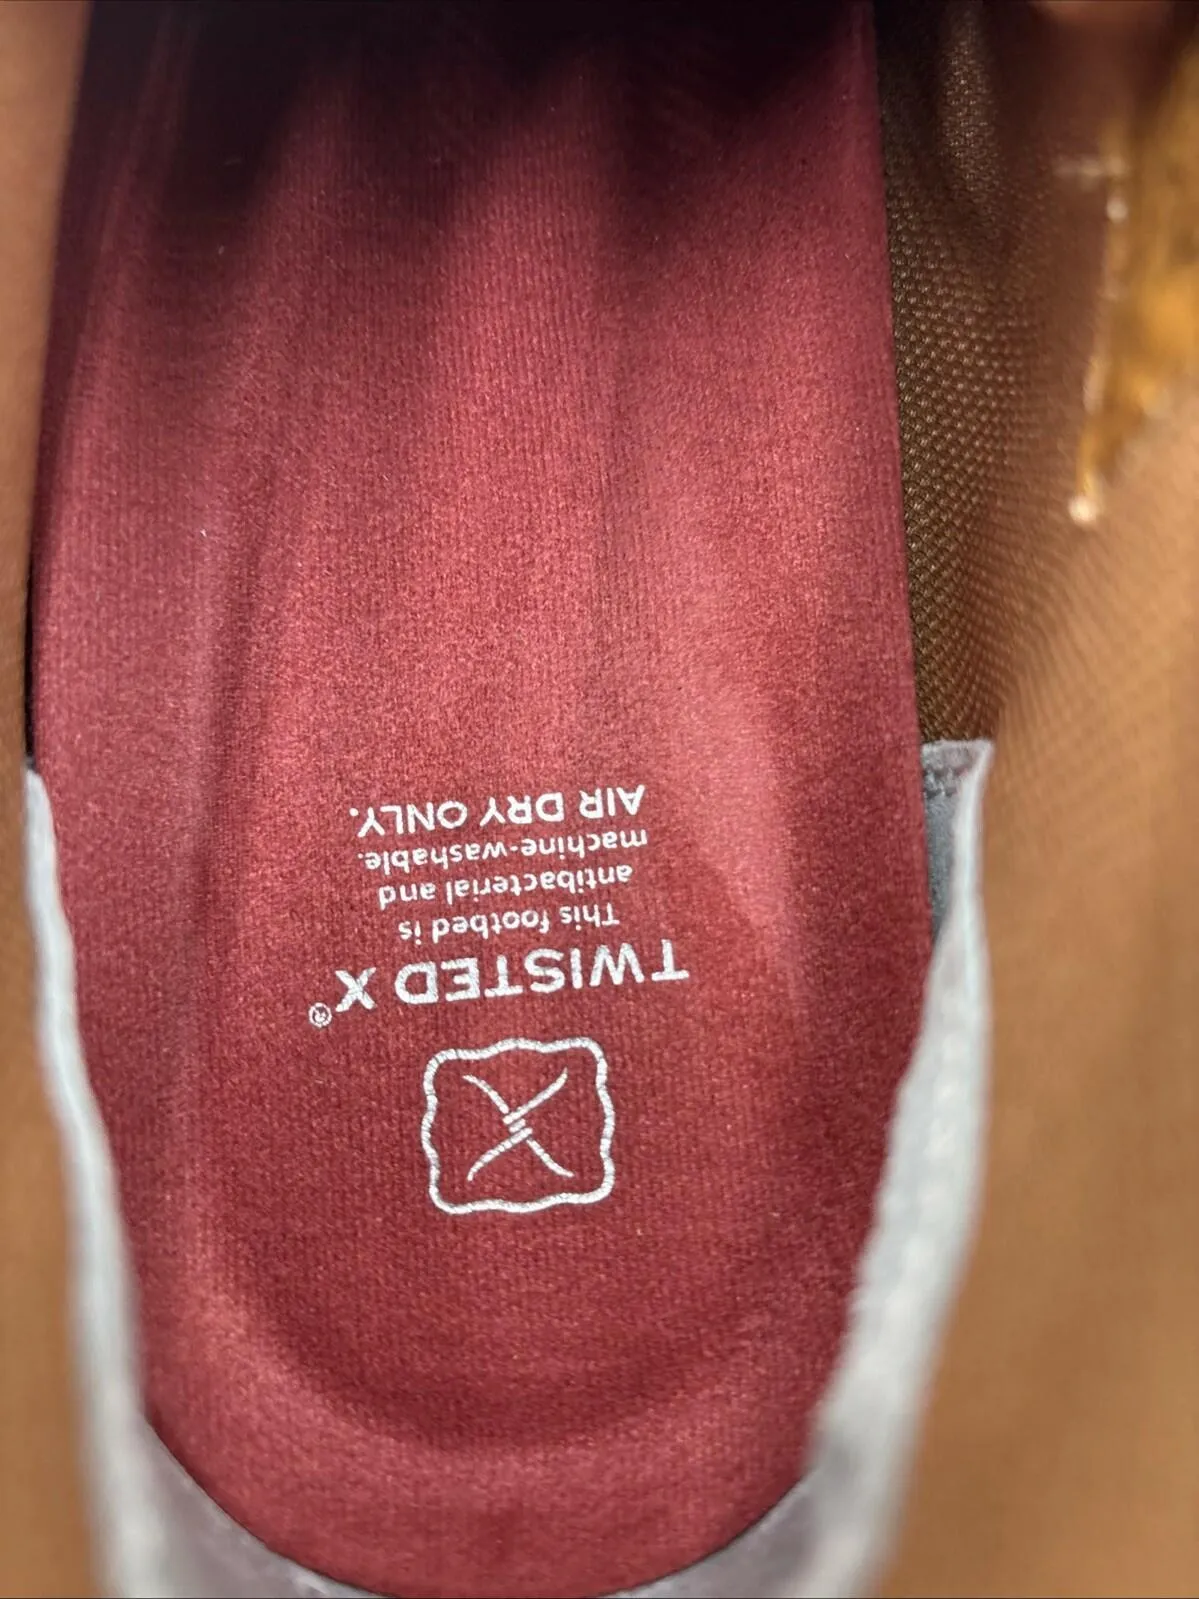 TWISTED X®
This footbed is
antibacterial and
machine-washable.
AIR DRY ONLY.